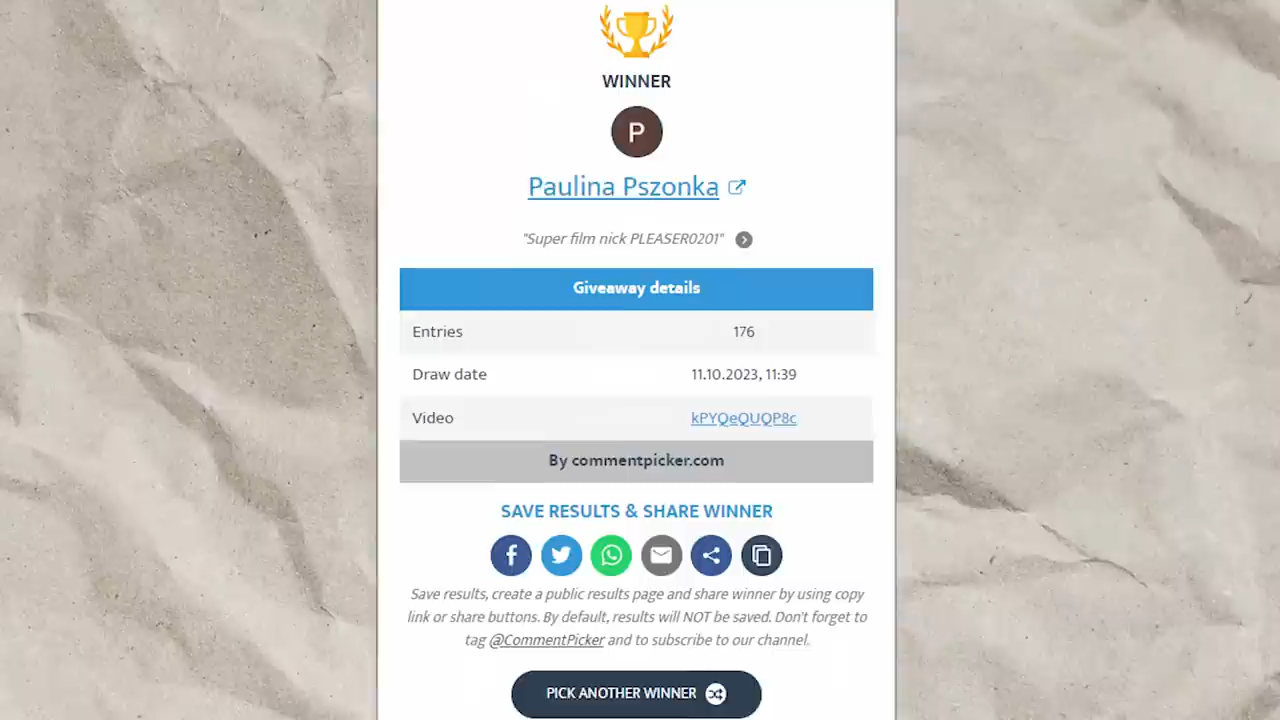 WINNER
P
Paulina Pszonka
"Super film nick PLEASER0201"
Giveaway details
Entries 176
Draw date 11.10.2023, 11:39
Video kPYQeQUQP8c
By commentpicker.com
SAVE RESULTS & SHARE WINNER
Save results, create a public results page and share winner by using copy
link or share buttons. By default, results will NOT be saved. Don't forget to
tag @CommentPicker and to subscribe to our channel.
PICK ANOTHER WINNER